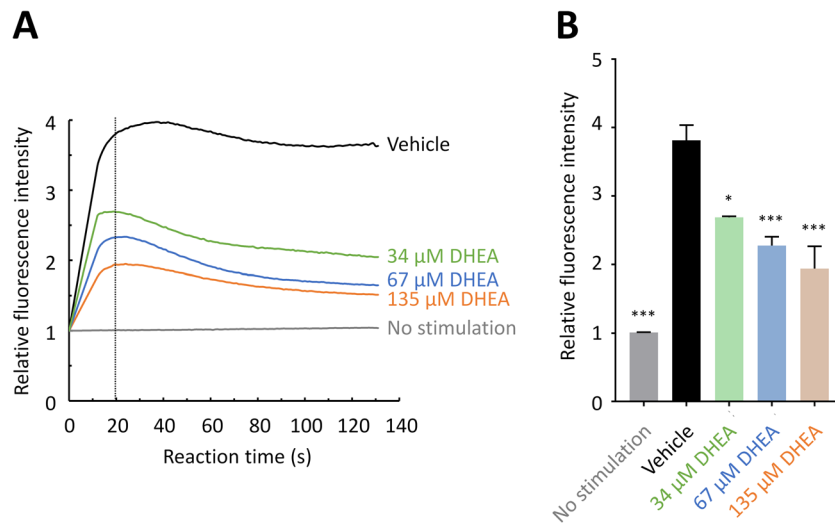 A
Relative fluorescence intensity
4
3
2
1
0
0 20 40 60 80 100 120 140
Reaction time (s)
Vehicle
34 µM DHEA
67 µM DHEA
135 µM DHEA
No stimulation
B
Relative fluorescence intensity
5
4
3
2
1
0
***
*
***
***
No stimulation
Vehicle
34 µM DHEA
67 µM DHEA
135 µM DHEA